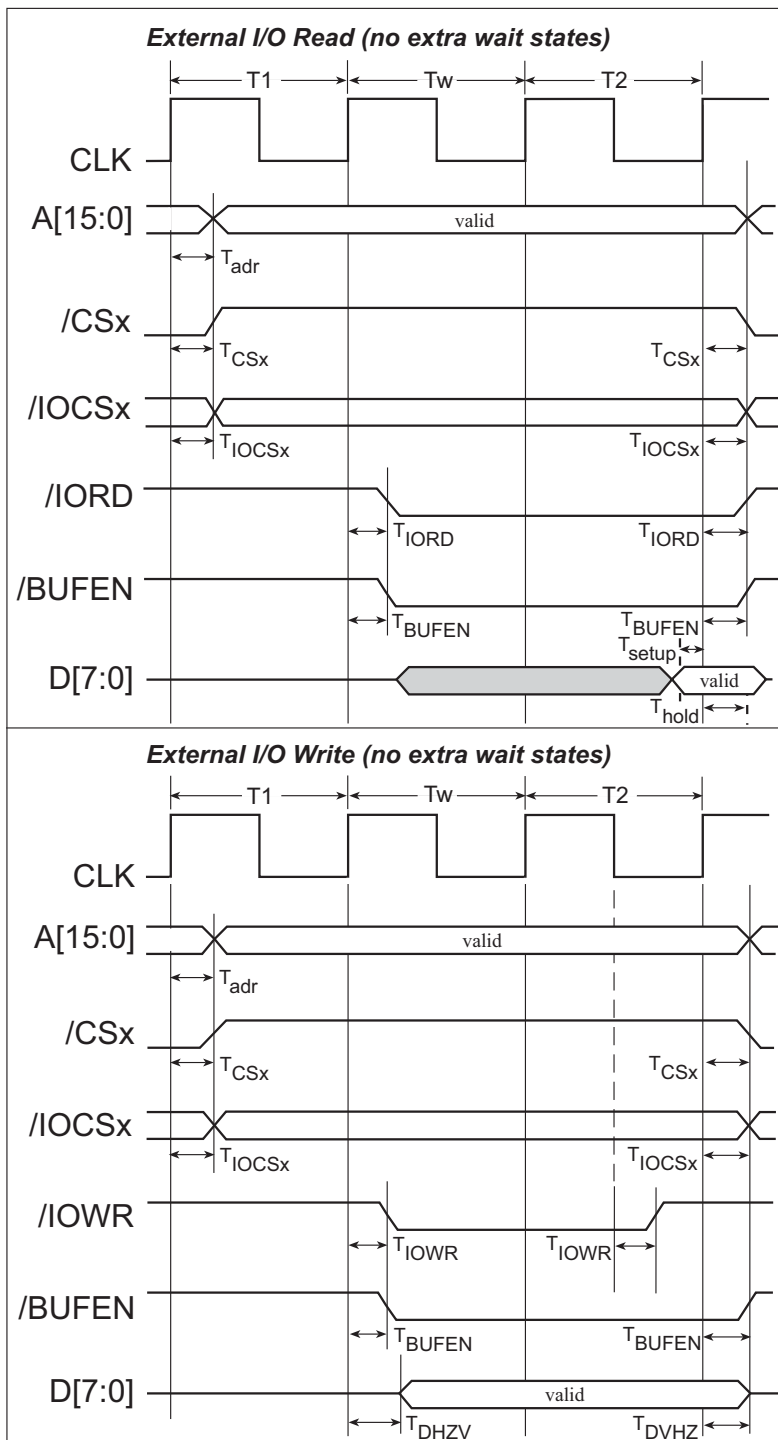 External I/O Read (no extra wait states)
T1 Tw T2
CLK
A[15:0] valid
Tadr
/CSx
TCSx TCSx
/IOCSx
TIOCSx TIOCSx
/IORD
TIORD TIORD
/BUFEN
TBUFEN TBUFEN
Tsetup
D[7:0] valid
Thold
External I/O Write (no extra wait states)
T1 Tw T2
CLK
A[15:0] valid
Tadr
/CSx
TCSx TCSx
/IOCSx
TIOCSx TIOCSx
/IOWR
TIOWR TIOWR
/BUFEN
TBUFEN TBUFEN
D[7:0] valid
TDHZV TDVHZ